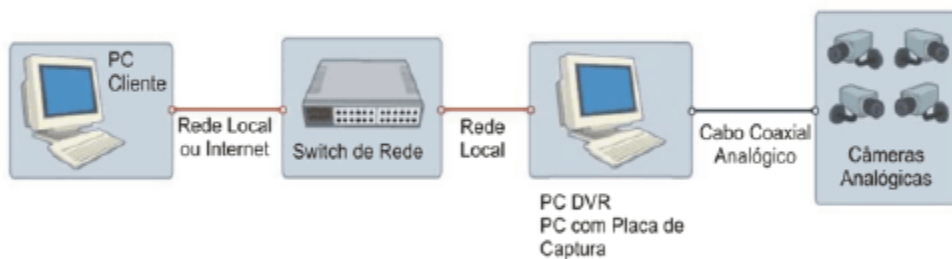 PC
Cliente
Rede Local
ou Internet
Switch de Rede
Rede
Local
PC DVR
PC com Placa de
Captura
Cabo Coaxial
Analógico
Câmeras
Analógicas